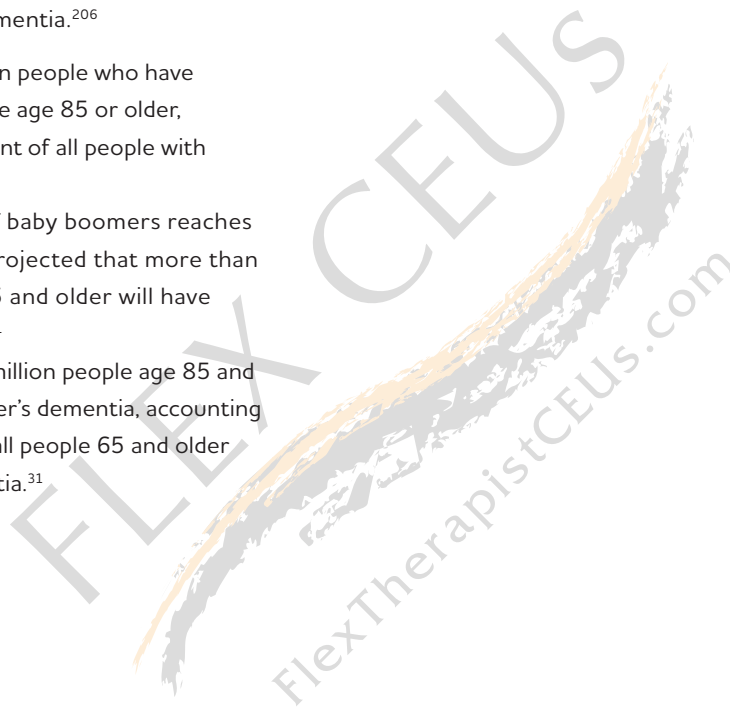 mentia.206
n people who have
e age 85 or older,
nt of all people with
f baby boomers reaches
rojected that more than
and older will have
million people age 85 and
er's dementia, accounting
all people 65 and older
tia.31
FLEX CEUs
FlexTherapistCEUs.com